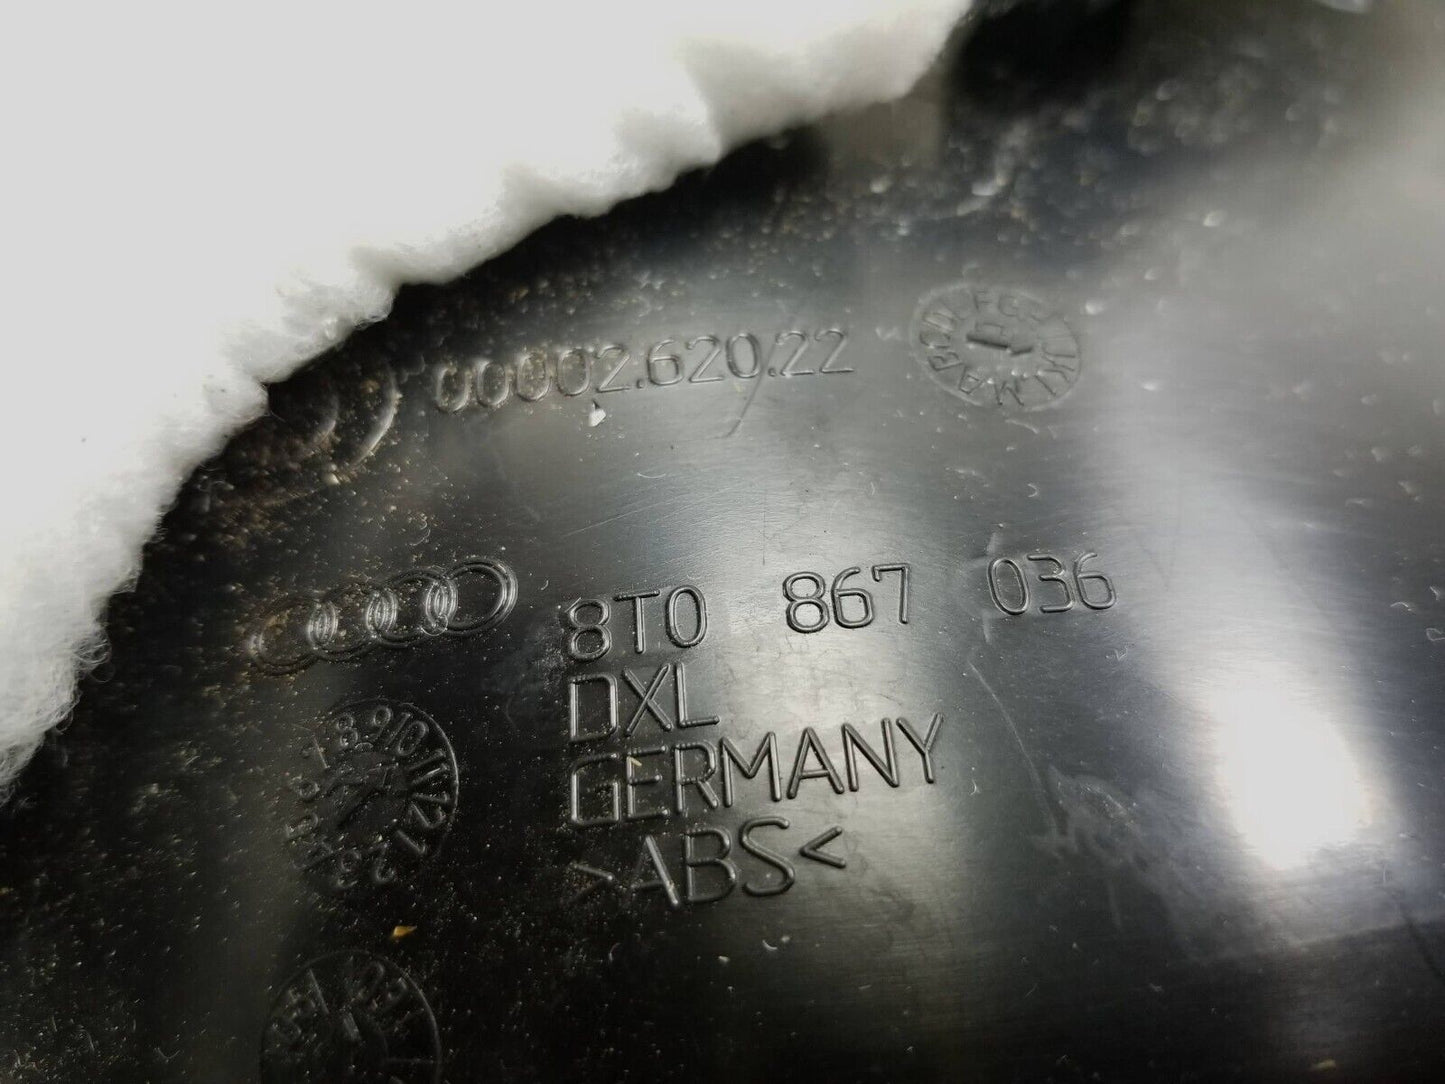 00002.620.22
8T0 867 036
DXL
GERMANY
>ABS<